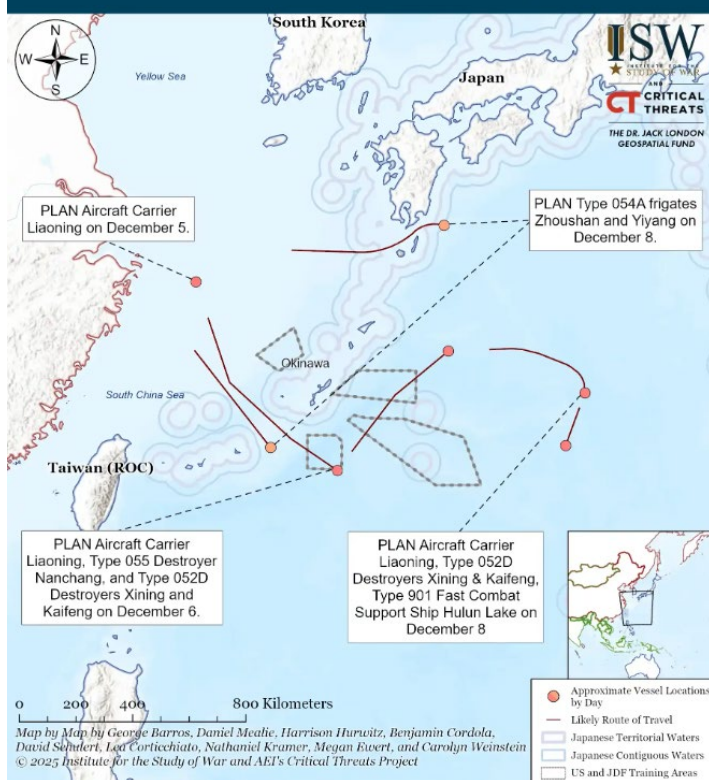 South Korea
N
W
E
S
Yellow Sea
Japan
ISW
INSTITUTE FOR THE
STUDY OF WAR
AND
CT CRITICAL
THREATS
THE DR. JACK LONDON
GEOSPATIAL FUND
PLAN Aircraft Carrier
Liaoning on December 5.
PLAN Type 054A frigates
Zhoushan and Yiyang on
December 8.
Okinawa
South China Sea
Taiwan (ROC)
PLAN Aircraft Carrier
Liaoning, Type 055 Destroyer
Nanchang, and Type 052D
Destroyers Xining and
Kaifeng on December 6.
PLAN Aircraft Carrier
Liaoning, Type 052D
Destroyers Xining & Kaifeng,
Type 901 Fast Combat
Support Ship Hulun Lake on
December 8
0 200 400 800 Kilometers
Map by Map by George Barros, Daniel Mealie, Harrison Hurwitz, Benjamin Cordola,
David Schulert, Lea Corticchiato, Nathaniel Kramer, Megan Ewert, and Carolyn Weinstein
© 2025 Institute for the Study of War and AEI's Critical Threats Project
Approximate Vessel Locations
by Day
Likely Route of Travel
Japanese Territorial Waters
Japanese Contiguous Waters
US and JDF Training Areas